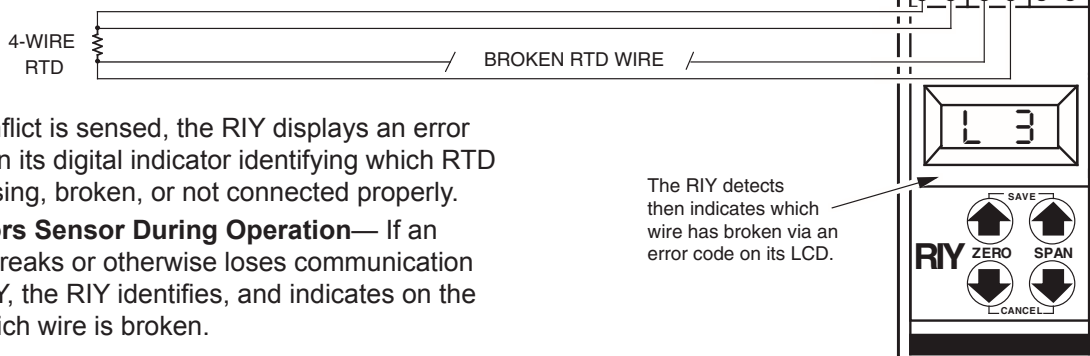 4-WIRE
RTD
BROKEN RTD WIRE
L 3
nflict is sensed, the RIY displays an error
n its digital indicator identifying which RTD
sing, broken, or not connected properly.
ors Sensor During Operation— If an
reaks or otherwise loses communication
Y, the RIY identifies, and indicates on the
ich wire is broken.
The RIY detects
then indicates which
wire has broken via an
error code on its LCD.
SAVE
RIY ZERO SPAN
CANCEL